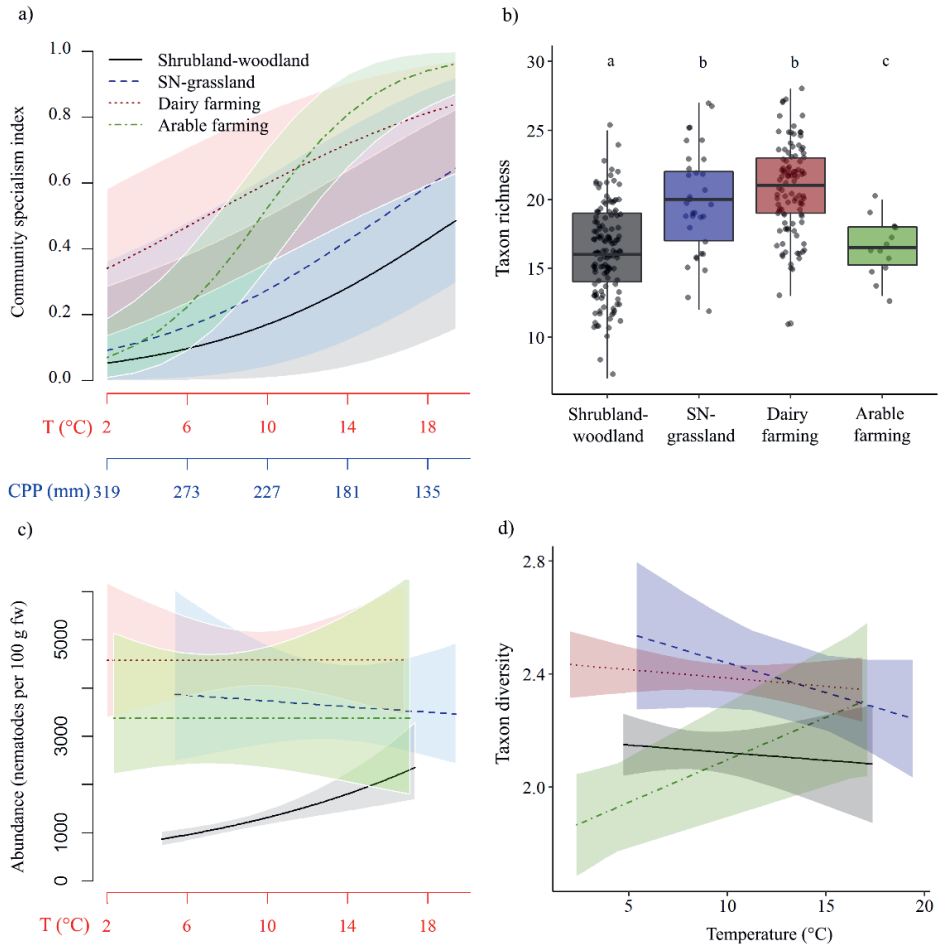 a)
Community specialism index
1.0
0.8
0.6
0.4
0.2
0.0
Shrubland-woodland
SN-grassland
Dairy farming
Arable farming
T (°C)
2 6 10 14 18
CPP (mm)
319 273 227 181 135
b)
Taxon richness
30
25
20
15
10
a b b c
Shrubland-
woodland
SN-
grassland
Dairy
farming
Arable
farming
c)
Abundance (nematodes per 100 g fw)
5000
3000
1000
0
T (°C)
2 6 10 14 18
d)
Taxon diversity
2.8
2.4
2.0
5 10 15 20
Temperature (°C)